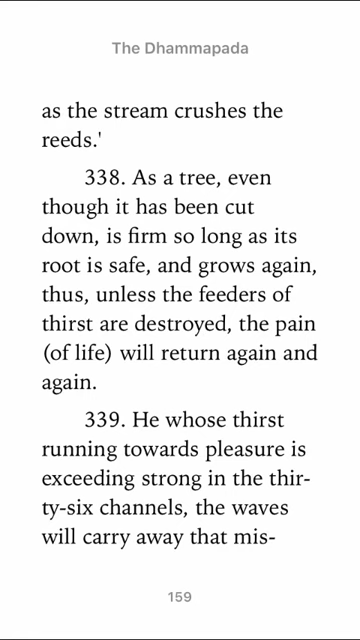 The Dhammapada
as the stream crushes the
reeds.'
338. As a tree, even
though it has been cut
down, is firm so long as its
root is safe, and grows again,
thus, unless the feeders of
thirst are destroyed, the pain
(of life) will return again and
again.
339. He whose thirst
running towards pleasure is
exceeding strong in the thir-
ty-six channels, the waves
will carry away that mis-
159